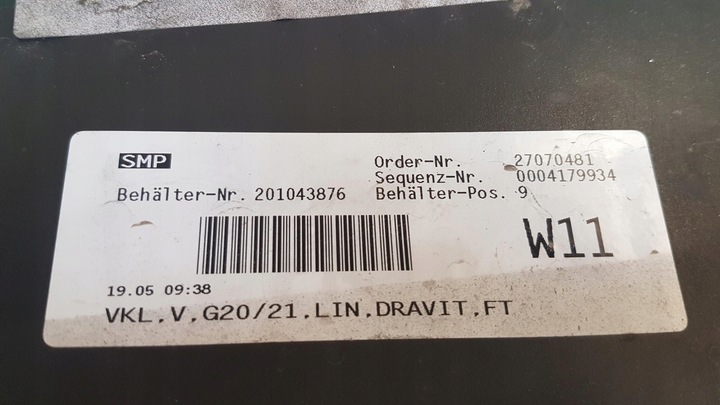 SMP
Order-Nr. 27070481
Sequenz-Nr. 0004179934
Behälter-Nr. 201043876 Behälter-Pos. 9
W11
19.05 09:38
VKL.V.G20/21.LIN.DRAVIT.FT